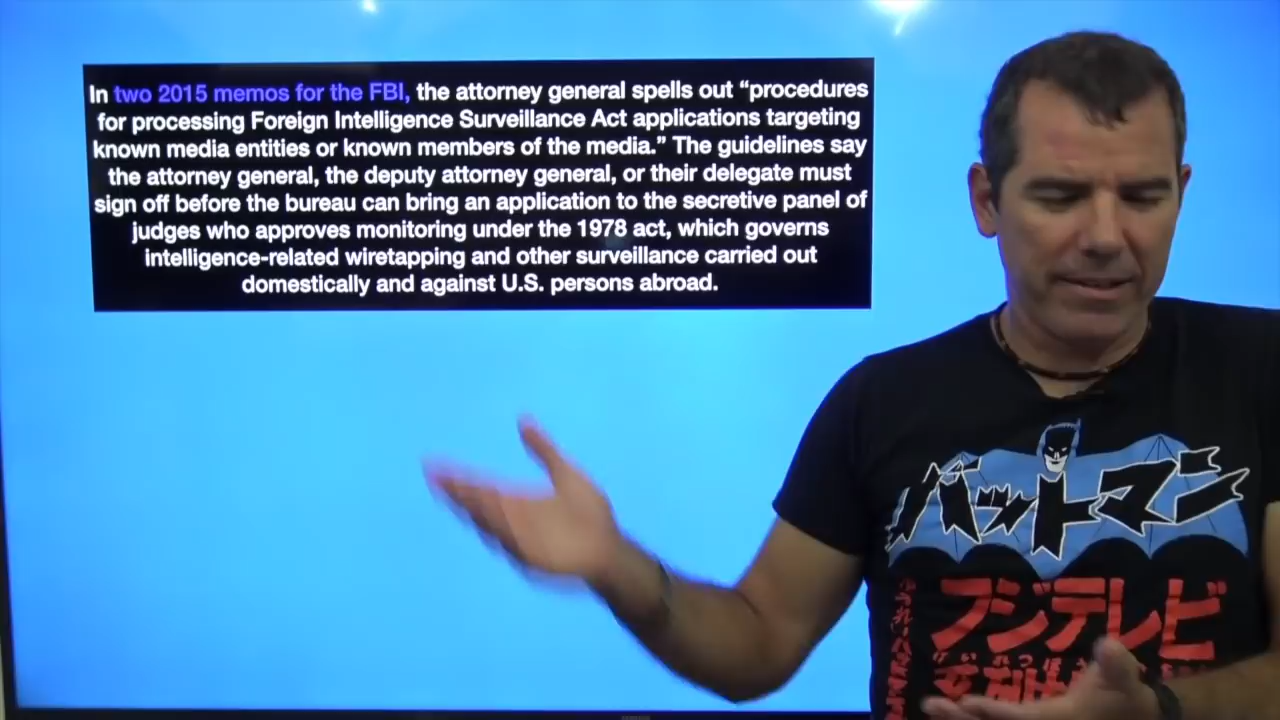 In two 2015 memos for the FBI, the attorney general spells out “procedures
for processing Foreign Intelligence Surveillance Act applications targeting
known media entities or known members of the media.” The guidelines say
the attorney general, the deputy attorney general, or their delegate must
sign off before the bureau can bring an application to the secretive panel of
judges who approves monitoring under the 1978 act, which governs
intelligence-related wiretapping and other surveillance carried out
domestically and against U.S. persons abroad.
バットマン
フジテレビ